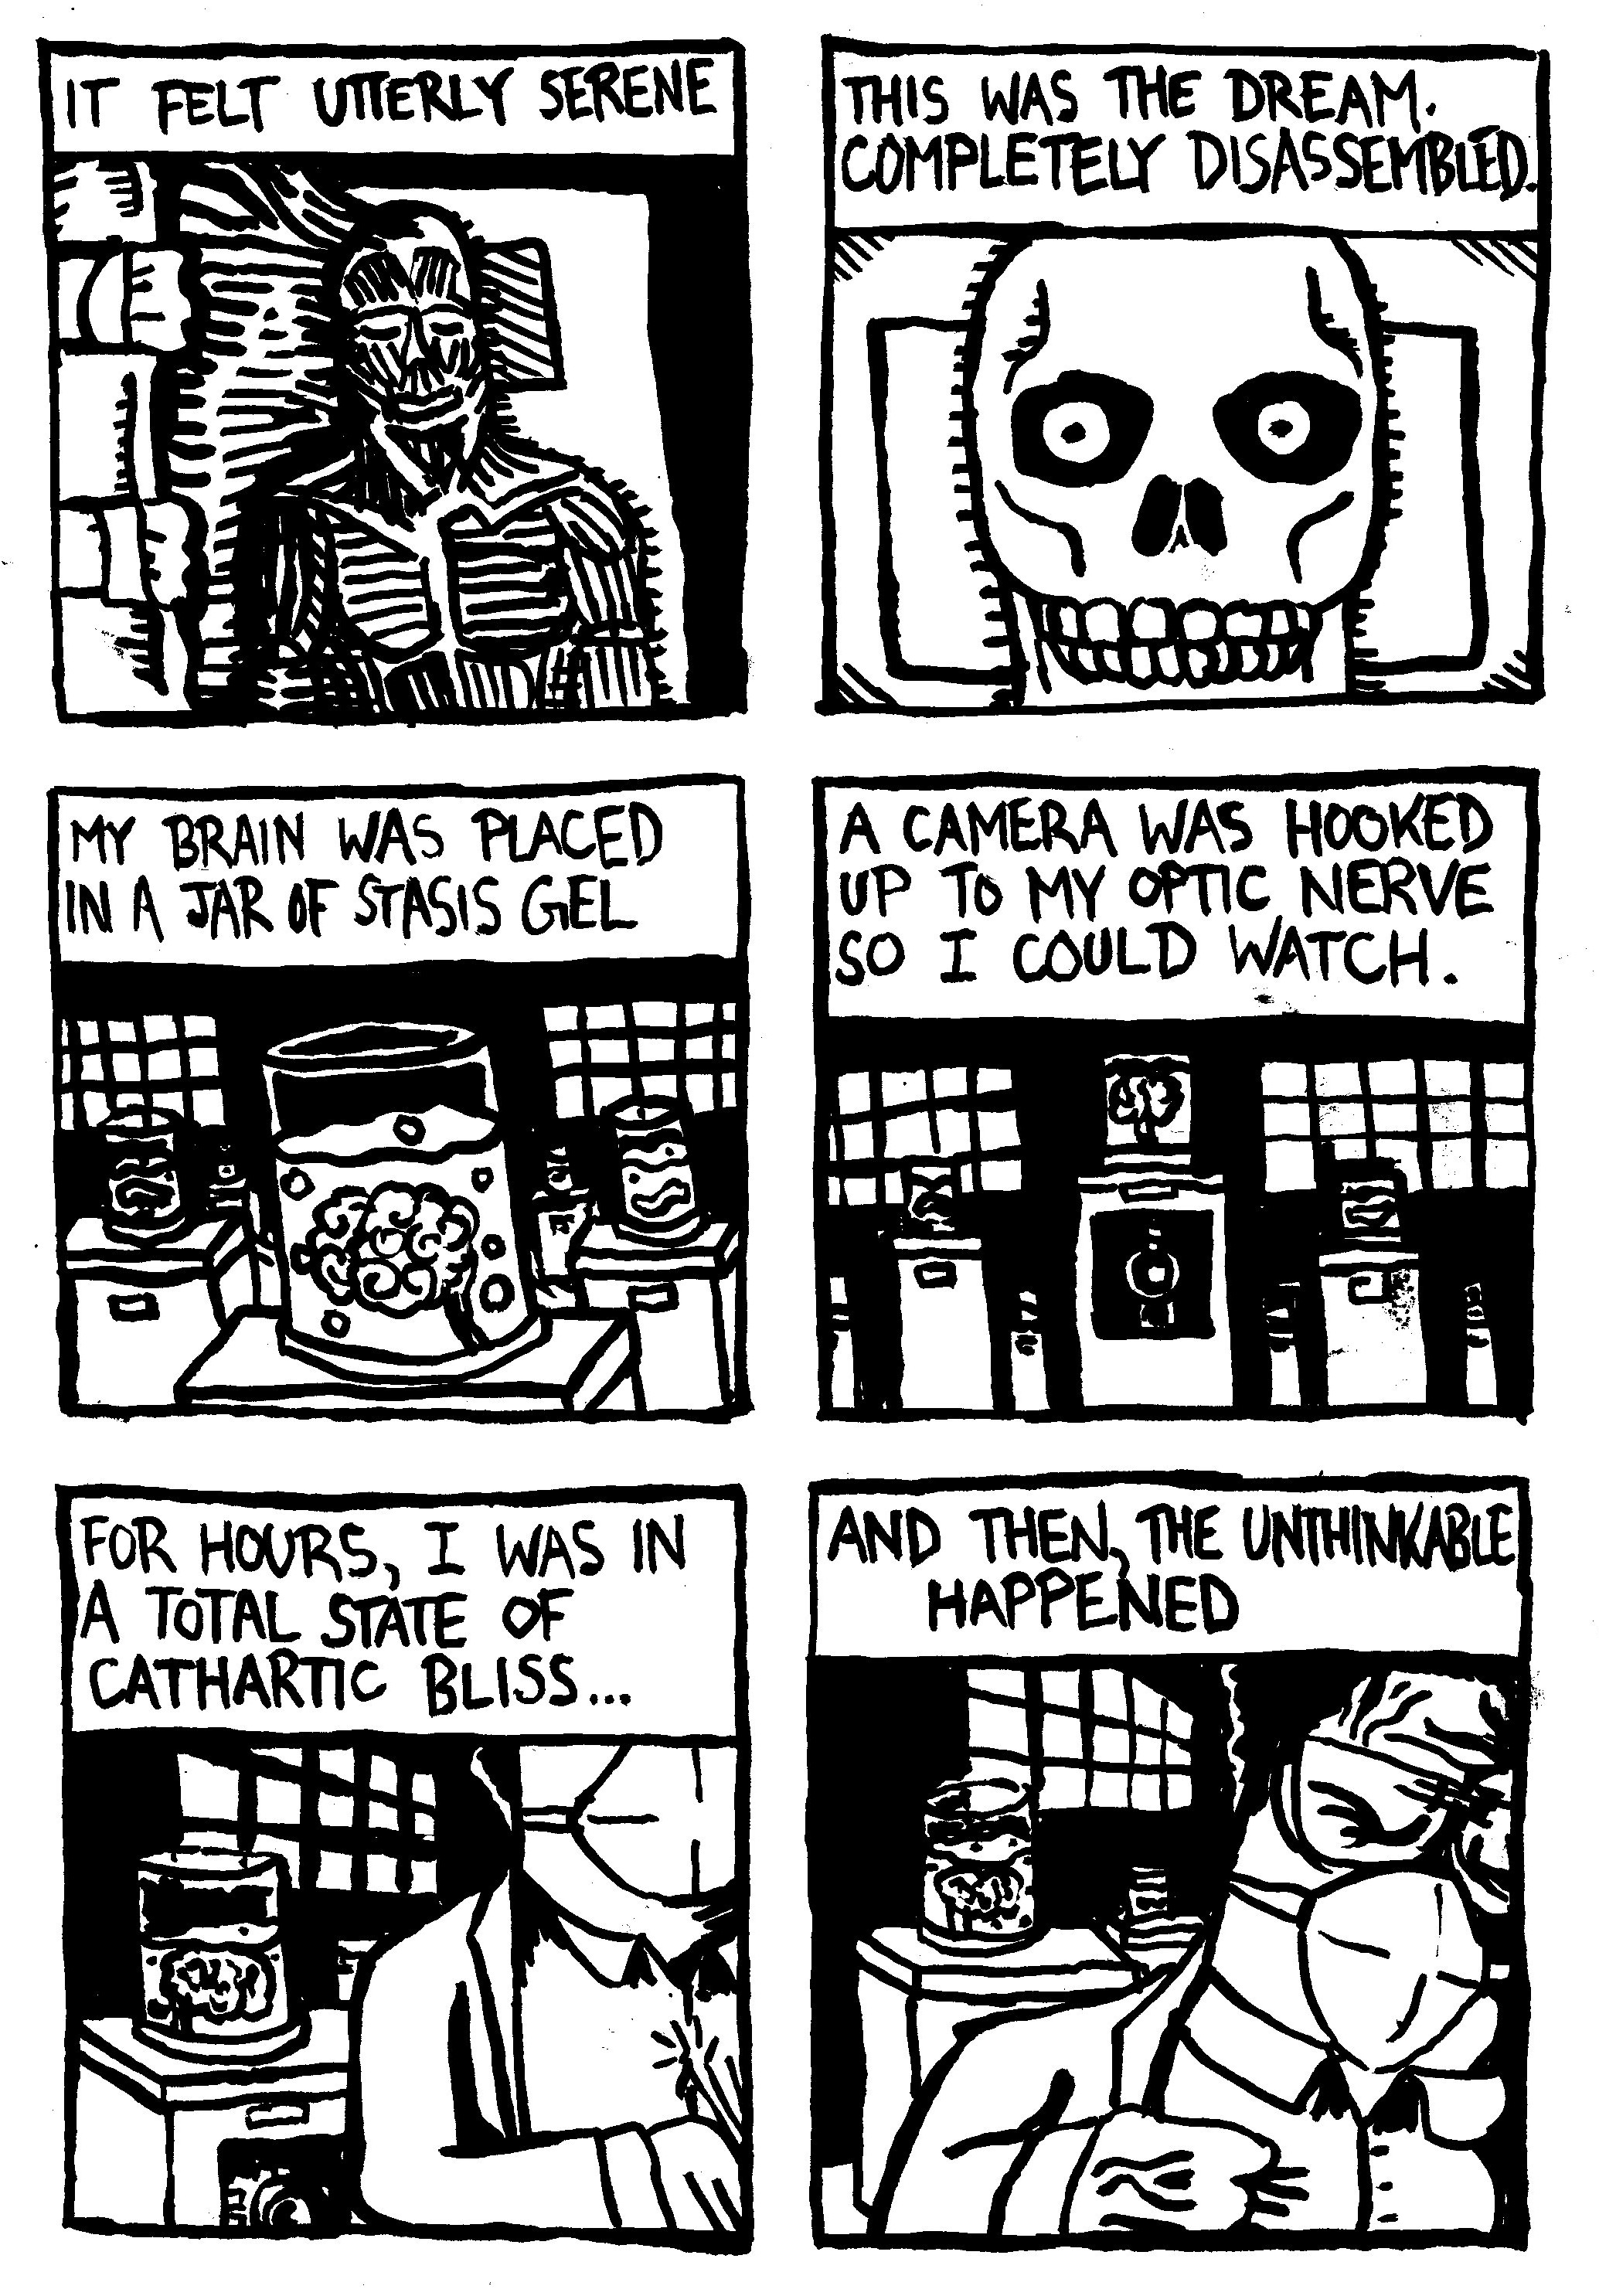 IT FELT UTTERLY SERENE
THIS WAS THE DREAM.
COMPLETELY DISASSEMBLED.
MY BRAIN WAS PLACED
IN A JAR OF STASIS GEL
A CAMERA WAS HOOKED
UP TO MY OPTIC NERVE
SO I COULD WATCH.
FOR HOURS, I WAS IN
A TOTAL STATE OF
CATHARTIC BLISS...
AND THEN, THE UNTHINKABLE
HAPPENED